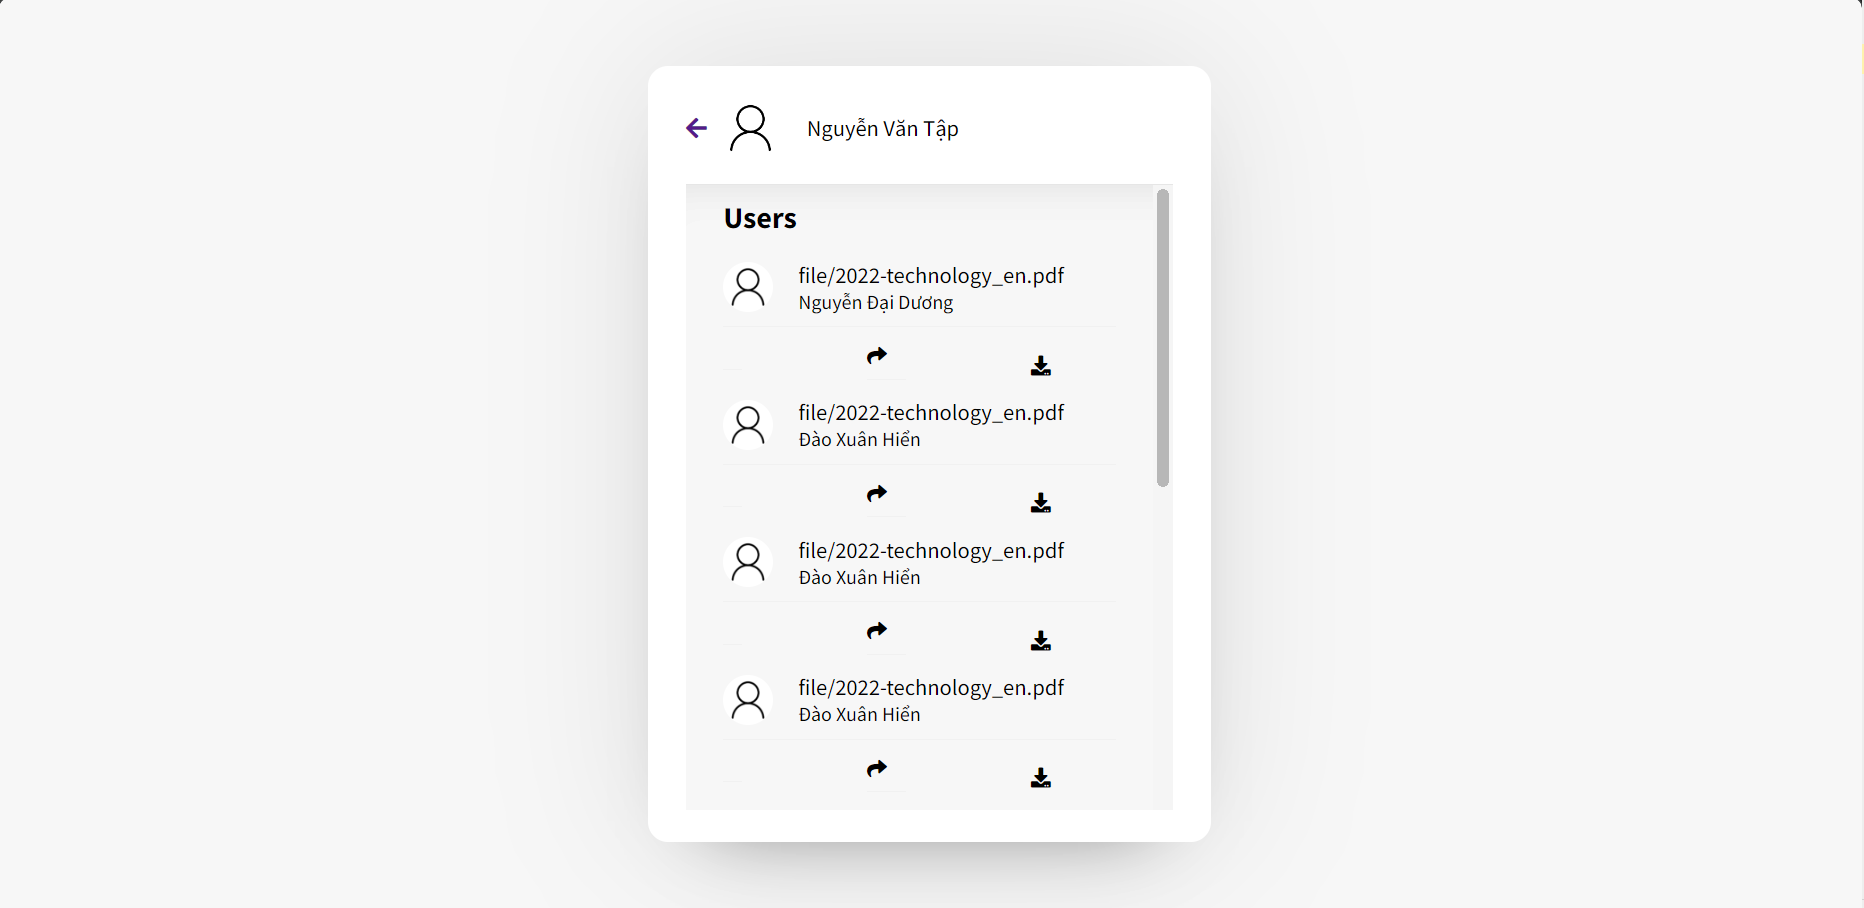 Nguyễn Văn Tập
Users
file/2022-technology_en.pdf
Nguyễn Đại Dương
file/2022-technology_en.pdf
Đào Xuân Hiển
file/2022-technology_en.pdf
Đào Xuân Hiển
file/2022-technology_en.pdf
Đào Xuân Hiển